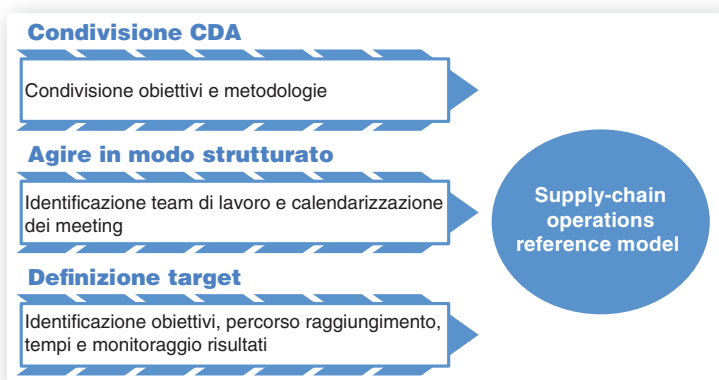 Condivisione CDA
Condivisione obiettivi e metodologie
Agire in modo strutturato
Identificazione team di lavoro e calendarizzazione
dei meeting
Definizione target
Identificazione obiettivi, percorso raggiungimento,
tempi e monitoraggio risultati
Supply-chain
operations
reference model